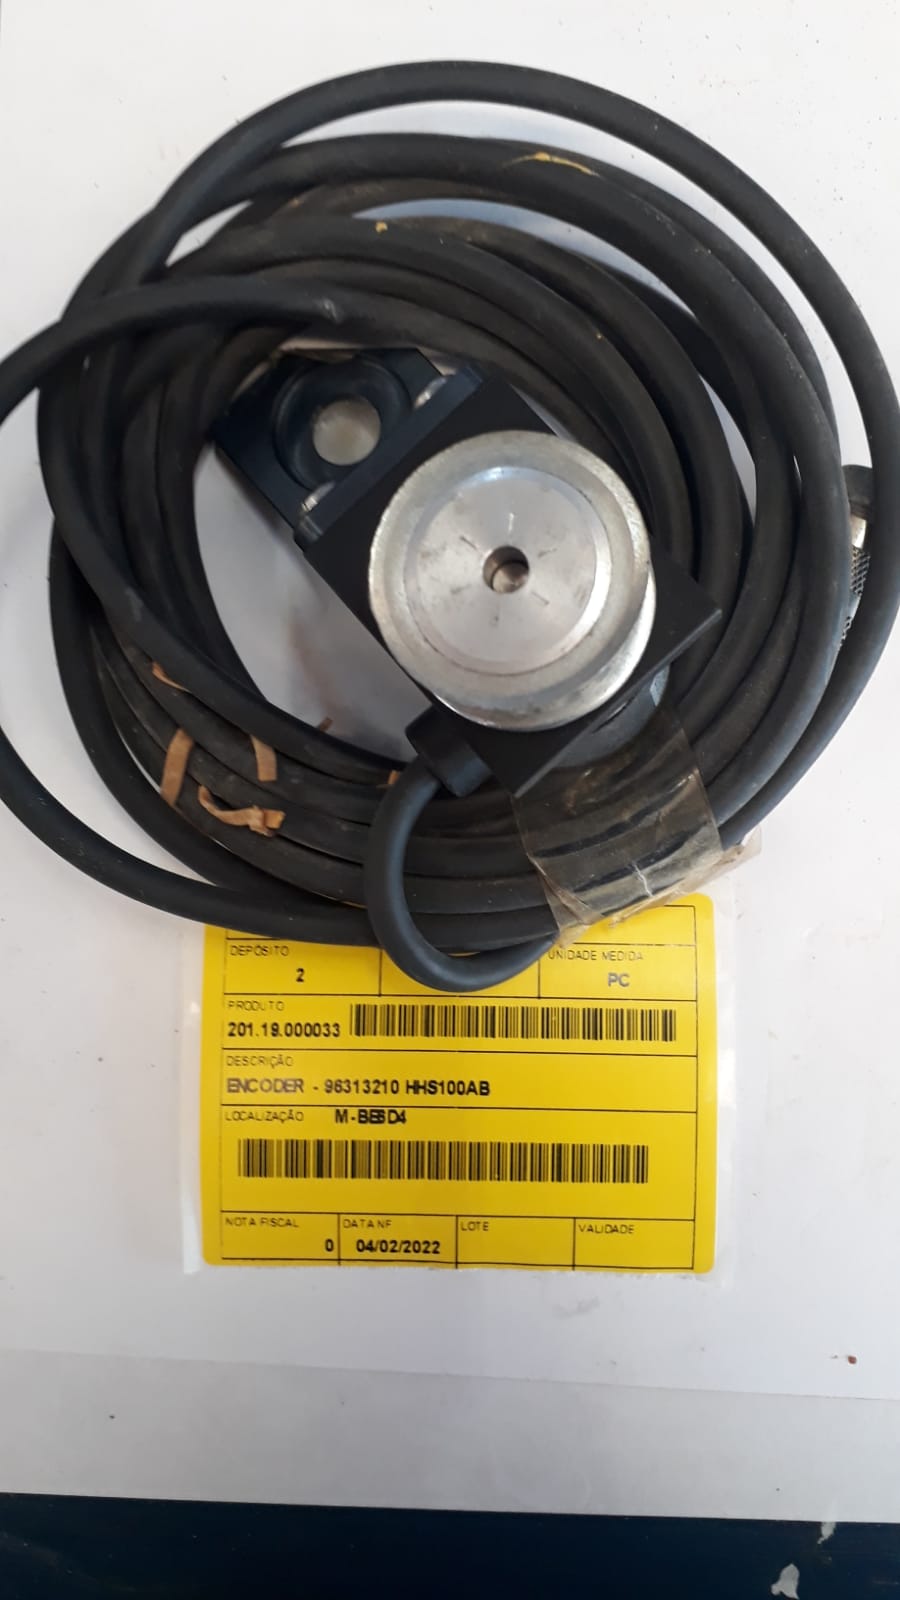 DEPÓSITO
2
UNIDADE MEDIDA
PC
PRODUTO
201.19.000033
DESCRIÇÃO
ENCODER - 96313210 HHS100AB
LOCALIZAÇÃO
NOTA FISCAL
0
DATA NF
04/02/2022
LOTE
VALIDADE